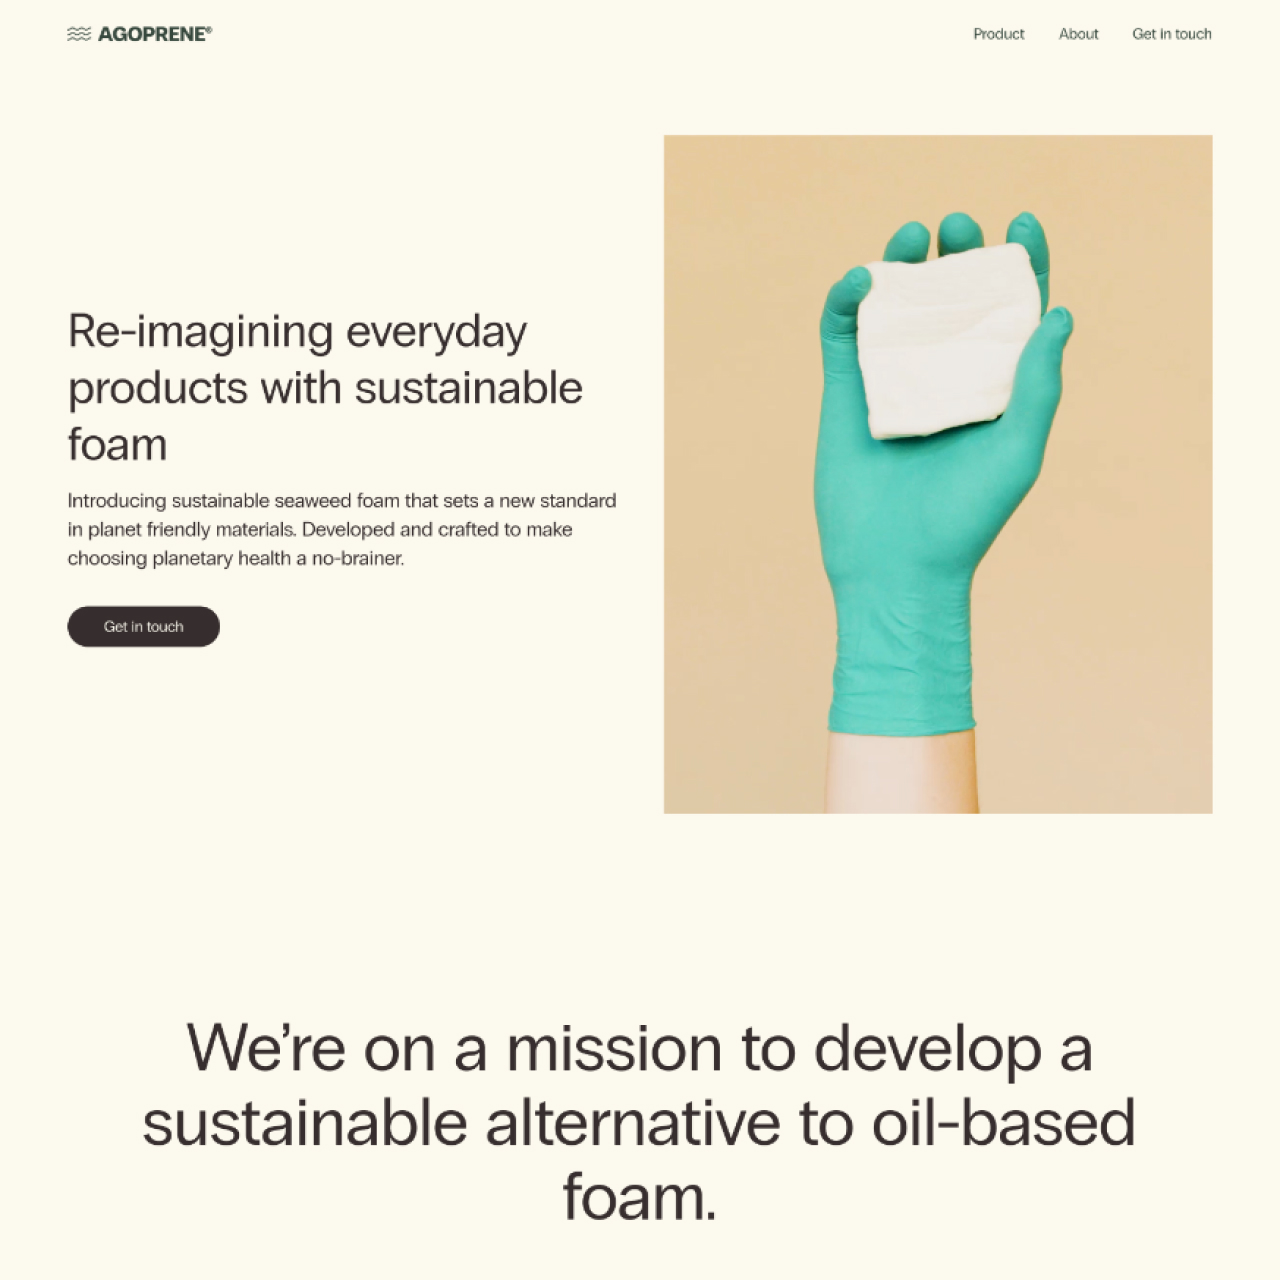 AGOPRENE®
Product
About
Get in touch
Re-imagining everyday
products with sustainable
foam
Introducing sustainable seaweed foam that sets a new standard
in planet friendly materials. Developed and crafted to make
choosing planetary health a no-brainer.
Get in touch
We’re on a mission to develop a
sustainable alternative to oil-based
foam.